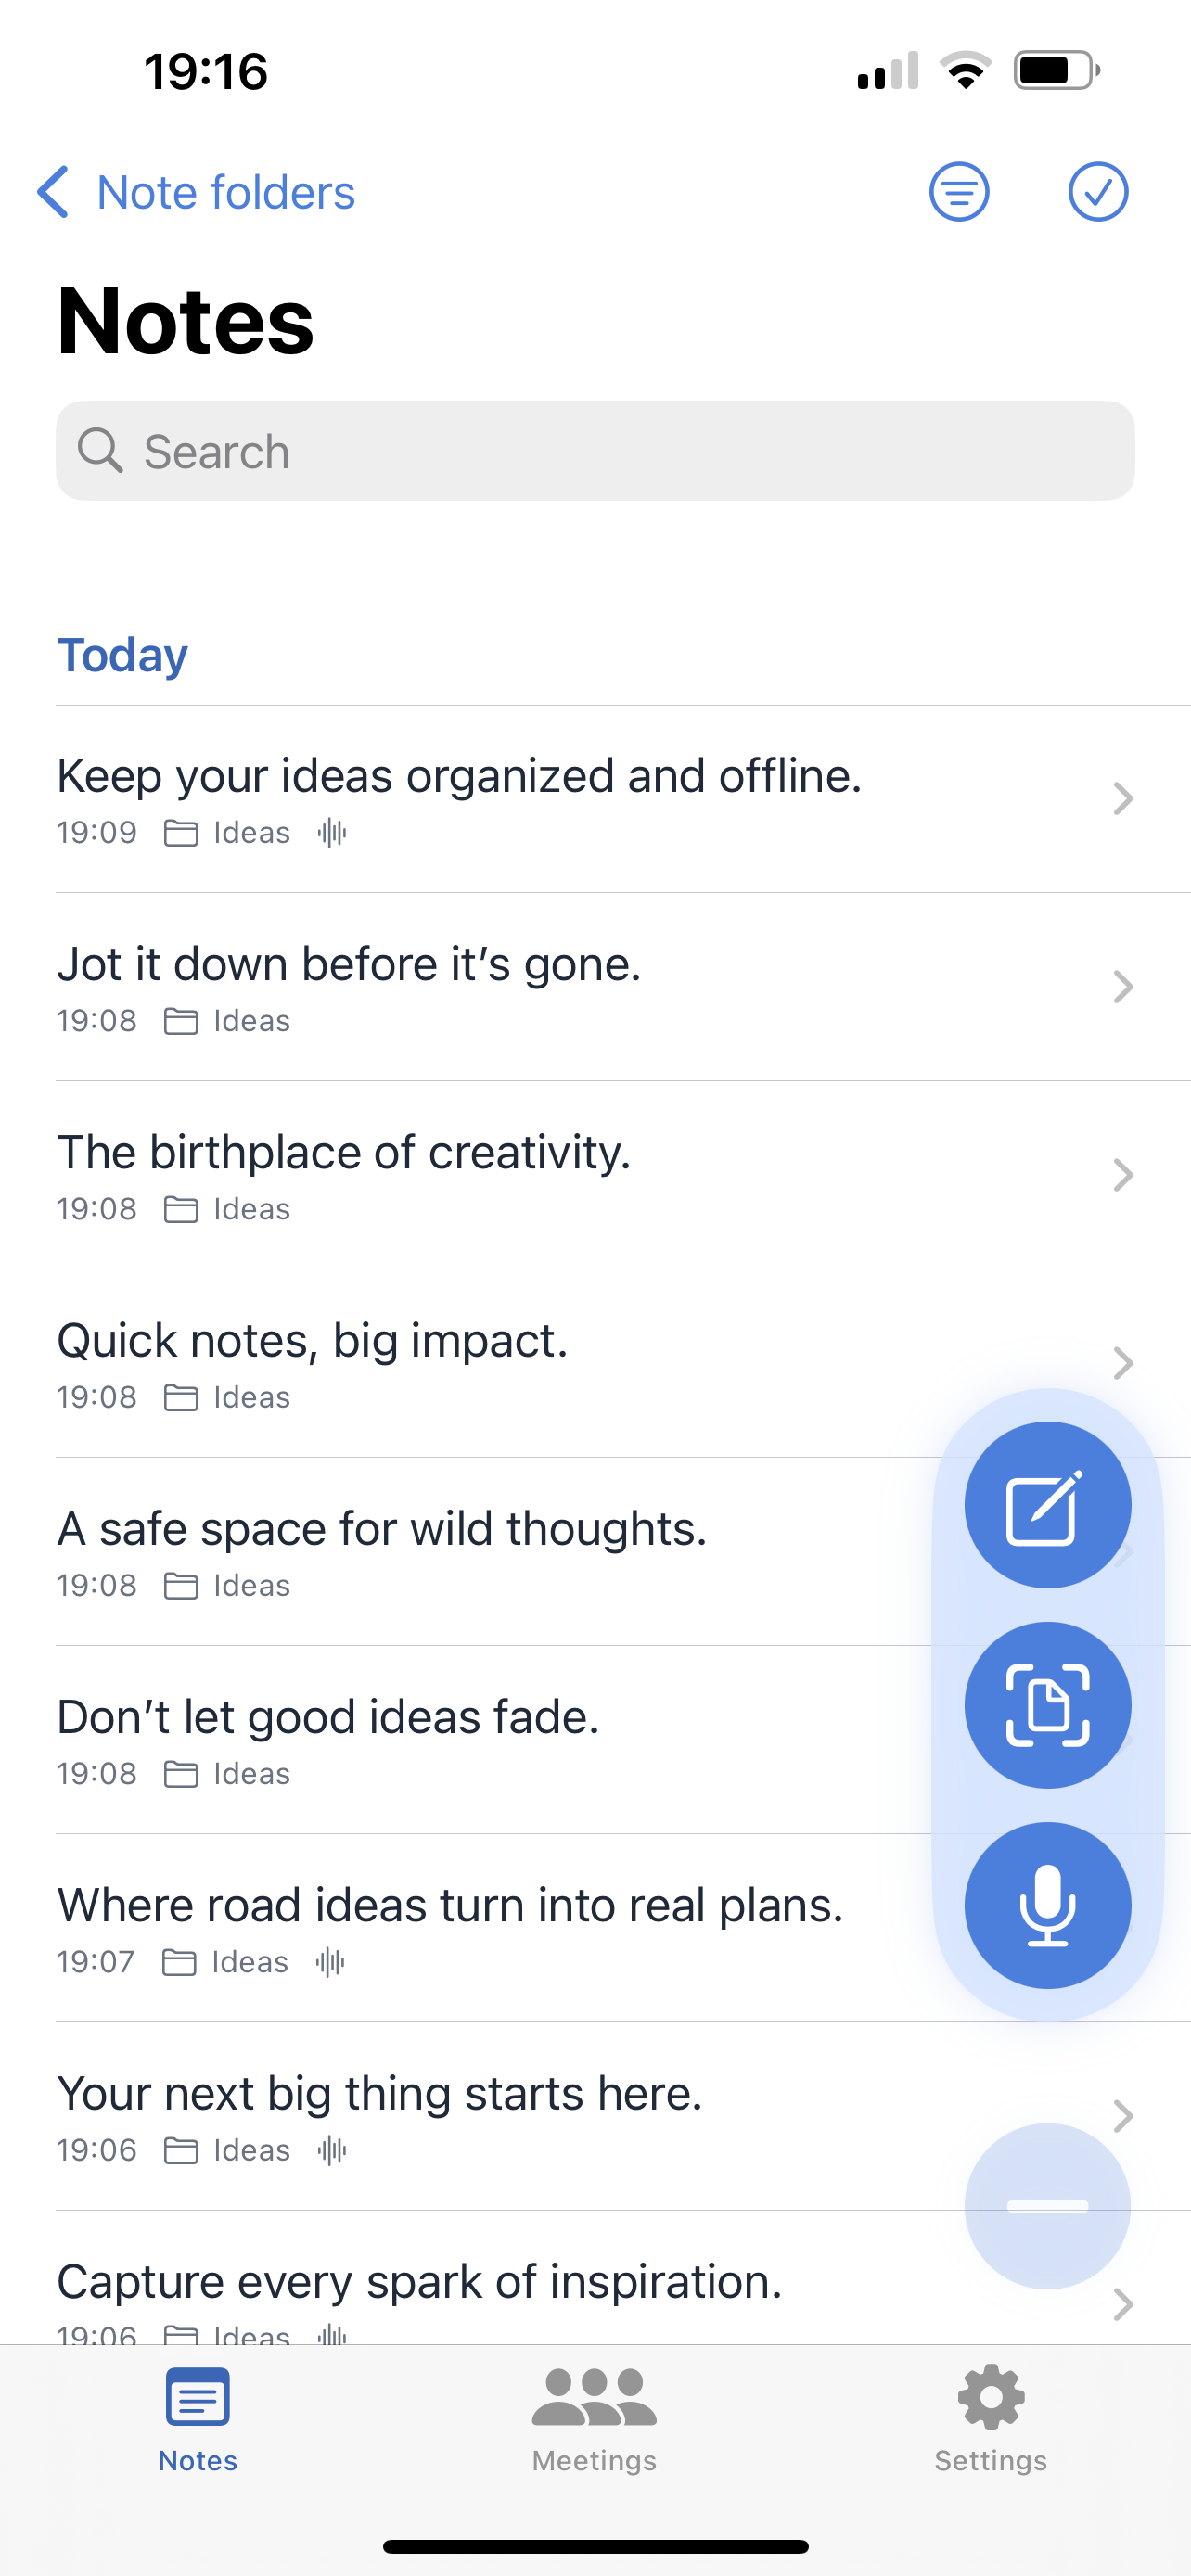 19:16
Note folders
Notes
Search
Today
Keep your ideas organized and offline.
19:09 Ideas
Jot it down before it’s gone.
19:08 Ideas
The birthplace of creativity.
19:08 Ideas
Quick notes, big impact.
19:08 Ideas
A safe space for wild thoughts.
19:08 Ideas
Don’t let good ideas fade.
19:08 Ideas
Where road ideas turn into real plans.
19:07 Ideas
Your next big thing starts here.
19:06 Ideas
Capture every spark of inspiration.
19:06 Ideas
Notes Meetings Settings